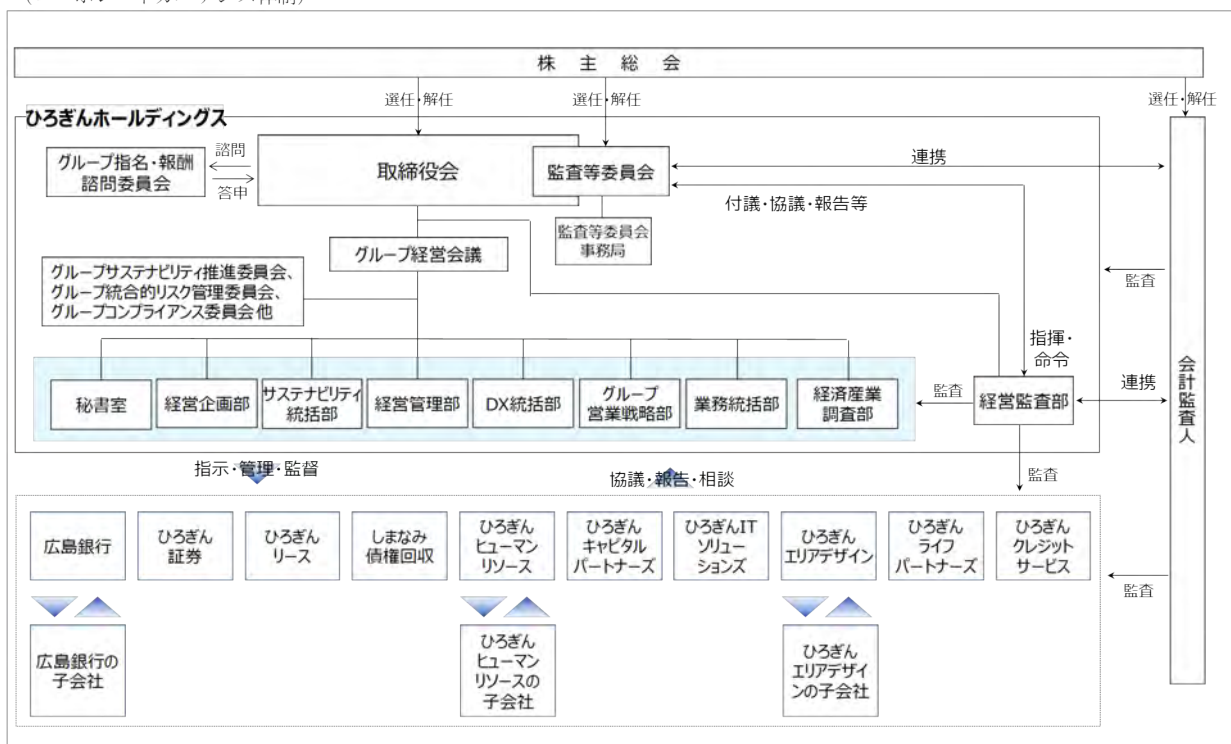 株主総会
選任・解任
選任・解任
選任・解任
ひろぎんホールディングス
グループ指名・報酬
諮問委員会
諮問
答申
取締役会
監査等委員会
連携
付議・協議・報告等
監査等委員会
事務局
グループ経営会議
グループサステナビリティ推進委員会、
グループ統合的リスク管理委員会、
グループコンプライアンス委員会 他
監査
指揮・
命令
秘書室
経営企画部
サステナビリティ
統括部
経営管理部
DX統括部
グループ
営業戦略部
業務統括部
経済産業
調査部
監査
経営監査部
連携
会計監査人
指示・管理・監督
協議・報告・相談
監査
広島銀行
ひろぎん
証券
ひろぎん
リース
しまなみ
債権回収
ひろぎん
ヒューマン
リソース
ひろぎん
キャピタル
パートナーズ
ひろぎんIT
ソリュー
ションズ
ひろぎん
エリアデザイン
ひろぎん
ライフ
パートナーズ
ひろぎん
クレジット
サービス
監査
広島銀行の
子会社
ひろぎん
ヒューマン
リソースの
子会社
ひろぎん
エリアデザイ
ンの子会社